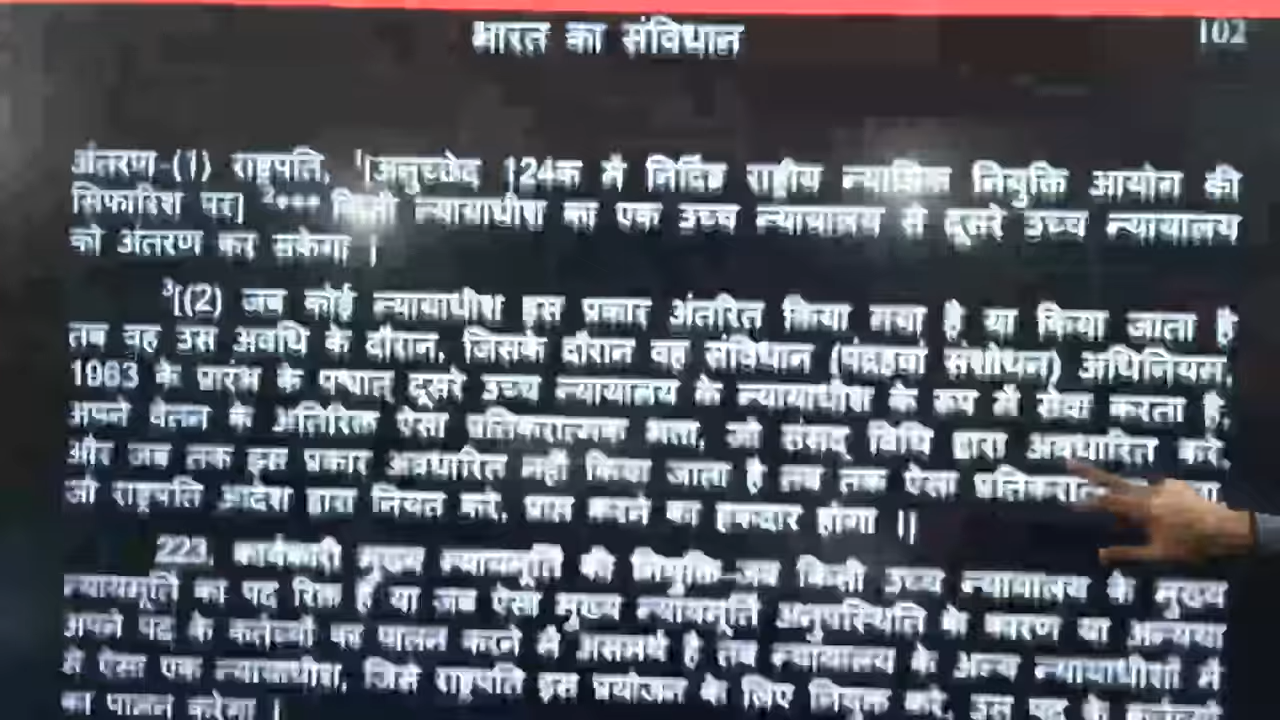 भारत का संविधान
102
अंतरण-(1) राष्ट्रपति, ¹[अनुच्छेद 124क में निर्दिष्ट राष्ट्रीय न्यायिक नियुक्ति आयोग की
सिफारिश पर] ²*** किसी न्यायाधीश का एक उच्च न्यायालय से दूसरे उच्च न्यायालय
को अंतरण कर सकेगा ।
³[(2) जब कोई न्यायाधीश इस प्रकार अंतरित किया गया है या किया जाता है
तब वह उस अवधि के दौरान, जिसके दौरान वह संविधान (पंद्रहवां संशोधन) अधिनियम,
1963 के प्रारंभ के पश्चात् दूसरे उच्च न्यायालय के न्यायाधीश के रूप में सेवा करता है,
अपने वेतन के अतिरिक्त ऐसा प्रतिकरात्मक भत्ता, जो संसद् विधि द्वारा अवधारित करे,
और जब तक इस प्रकार अवधारित नहीं किया जाता है तब तक ऐसा
जो राष्ट्रपति आदेश द्वारा नियत करे, प्राप्त करने का हकदार होगा ।]
223. कार्यकारी मुख्य न्यायमूर्ति की नियुक्ति-जब किसी उच्च न्यायालय के मुख्य
न्यायमूर्ति का पद रिक्त है या जब ऐसा मुख्य न्यायमूर्ति अनुपस्थिति के कारण या अन्यथा
अपने पद के कर्तव्यों का पालन करने में असमर्थ है तब न्यायालय के अन्य न्यायाधीशों में
से ऐसा एक न्यायाधीश, जिसे राष्ट्रपति इस प्रयोजन के लिए नियुक्त करे, उस पद के कर्तव्यों
का पालन करेगा ।